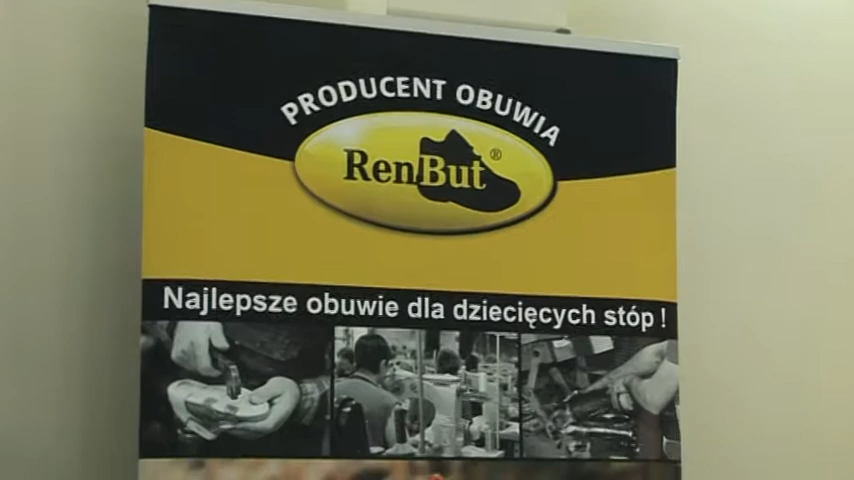 PRODUCENT OBUWIA
RenBut®
Najlepsze obuwie dla dziecięcych stóp !